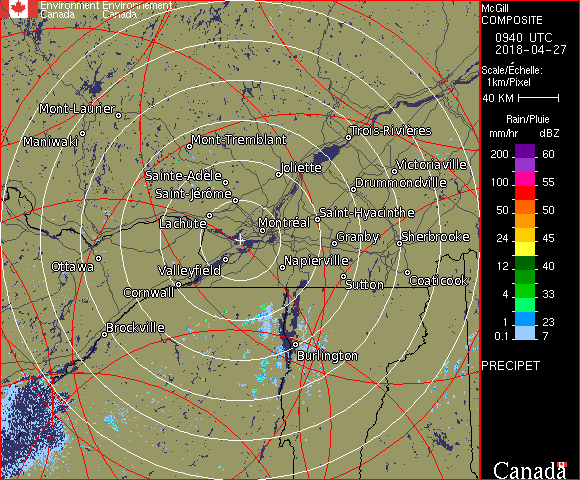 Environment Environnement
Canada Canada
Mont-Laurier
Maniwaki
Mont-Tremblant
Trois-Rivières
Joliette
Victoriaville
Sainte-Adèle
Drummondville
Saint-Jérôme
Lachute
Montréal
Saint-Hyacinthe
Granby
Sherbrooke
Ottawa
Valleyfield
Napierville
Cornwall
Sutton
Coaticook
Brockville
Burlington
McGill
COMPOSITE
0940 UTC
2018-04-27
Scale/Échelle:
1km/Pixel
40 KM
Rain/Pluie
mm/hr dBZ
200 60
100 55
50 50
24 45
12 40
4 33
1 23
0.1 7
PRECIPET
Canada